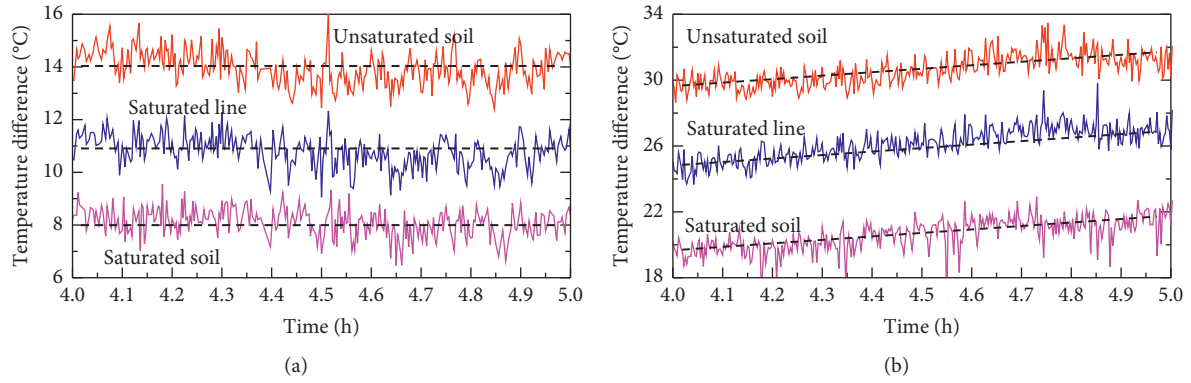 16
14
12
10
8
6
Temperature difference (°C)
Unsaturated soil
Saturated line
Saturated soil
4.0 4.1 4.2 4.3 4.4 4.5 4.6 4.7 4.8 4.9 5.0
Time (h)
(a)
34
30
26
22
18
Temperature difference (°C)
Unsaturated soil
Saturated line
Saturated soil
4.0 4.1 4.2 4.3 4.4 4.5 4.6 4.7 4.8 4.9 5.0
Time (h)
(b)